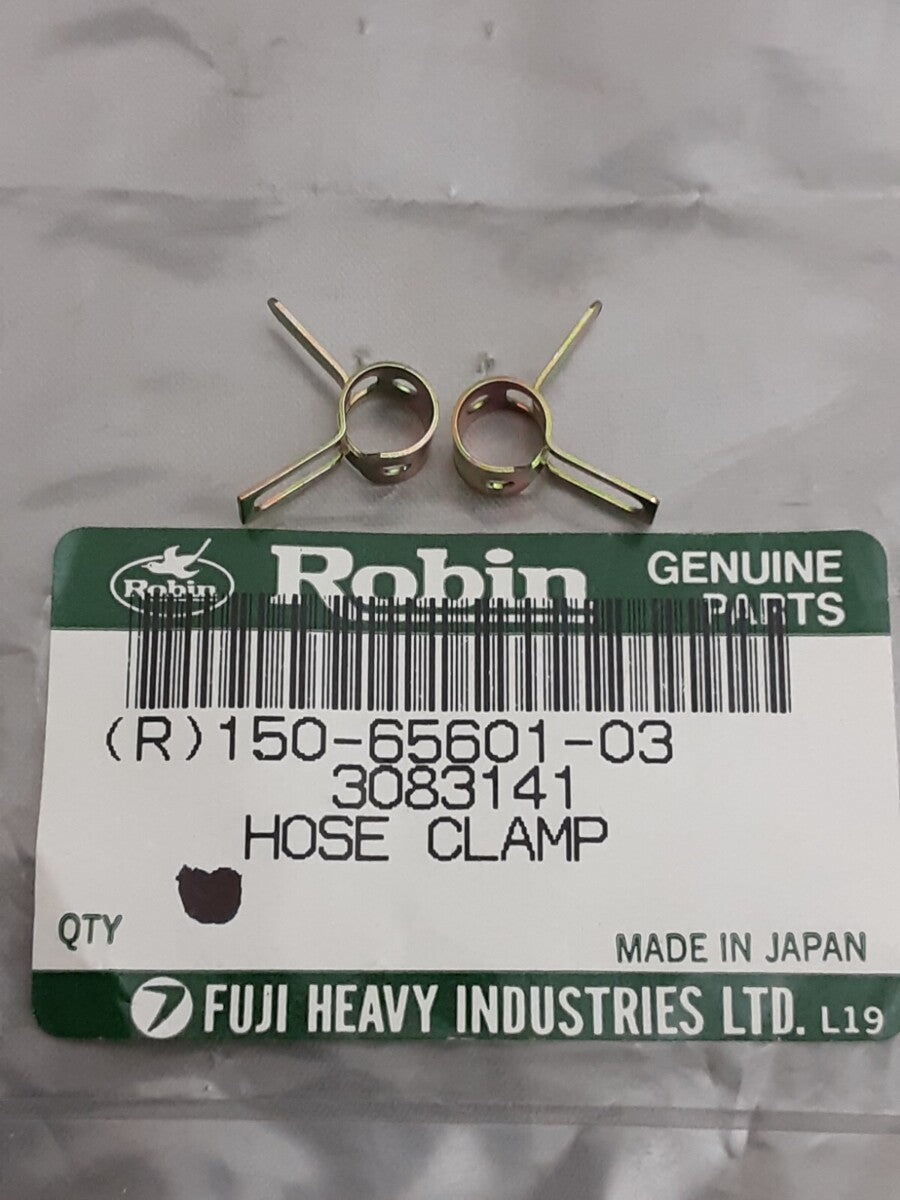 Robin
Robin
GENUINE
PARTS
(R)150-65601-03
3083141
HOSE CLAMP
QTY
MADE IN JAPAN
FUJI HEAVY INDUSTRIES LTD. L19